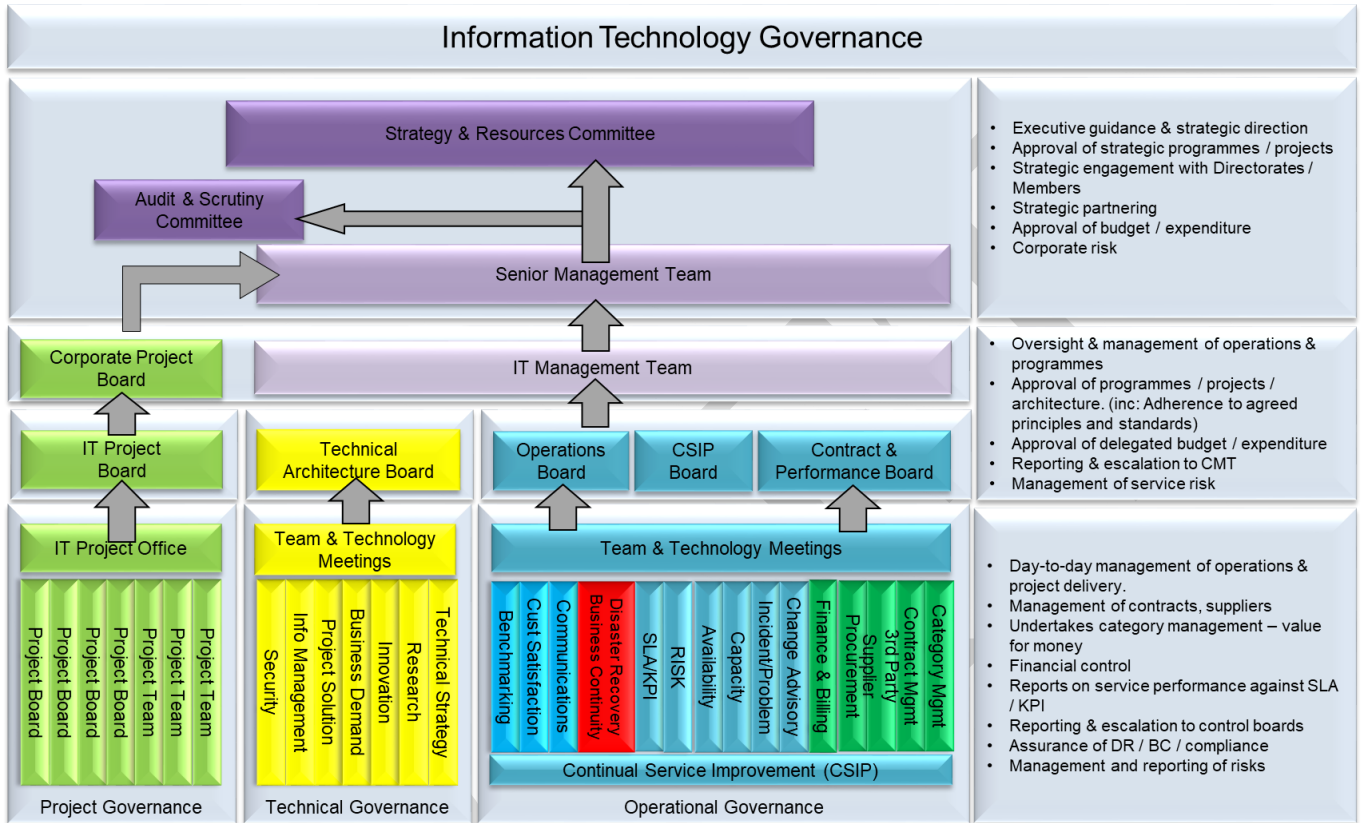 Information Technology Governance
Strategy & Resources Committee
Audit & Scrutiny
Committee
Senior Management Team
• Executive guidance & strategic direction
• Approval of strategic programmes / projects
• Strategic engagement with Directorates /
Members
• Strategic partnering
• Approval of budget / expenditure
• Corporate risk
Corporate Project
Board
IT Management Team
• Oversight & management of operations &
programmes
• Approval of programmes / projects /
architecture. (inc: Adherence to agreed
principles and standards)
• Approval of delegated budget / expenditure
• Reporting & escalation to CMT
• Management of service risk
IT Project
Board
Technical
Architecture Board
Operations
Board
CSIP
Board
Contract &
Performance Board
IT Project Office
Team & Technology
Meetings
Team & Technology Meetings
Project Board
Project Board
Project Board
Project Board
Project Team
Project Team
Project Team
Security
Info Management
Project Solution
Business Demand
Innovation
Research
Technical Strategy
Benchmarking
Cust Satisfaction
Communications
Disaster Recovery
Business Continuity
SLA/KPI
RISK
Availability
Capacity
Incident/Problem
Change Advisory
Finance & Billing
Procurement
Supplier
3rd Party
Contract Mgmt
Category Mgmt
Continual Service Improvement (CSIP)
Project Governance
Technical Governance
Operational Governance
• Day-to-day management of operations &
project delivery.
• Management of contracts, suppliers
• Undertakes category management – value
for money
• Financial control
• Reports on service performance against SLA
/ KPI
• Reporting & escalation to control boards
• Assurance of DR / BC / compliance
• Management and reporting of risks